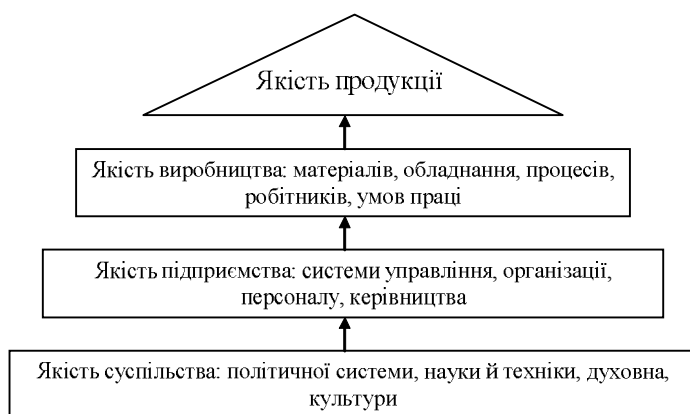 Якість продукції
Якість виробництва: матеріалів, обладнання, процесів,
робітників, умов праці
Якість підприємства: системи управління, організації,
персоналу, керівництва
Якість суспільства: політичної системи, науки й техніки, духовна,
культури